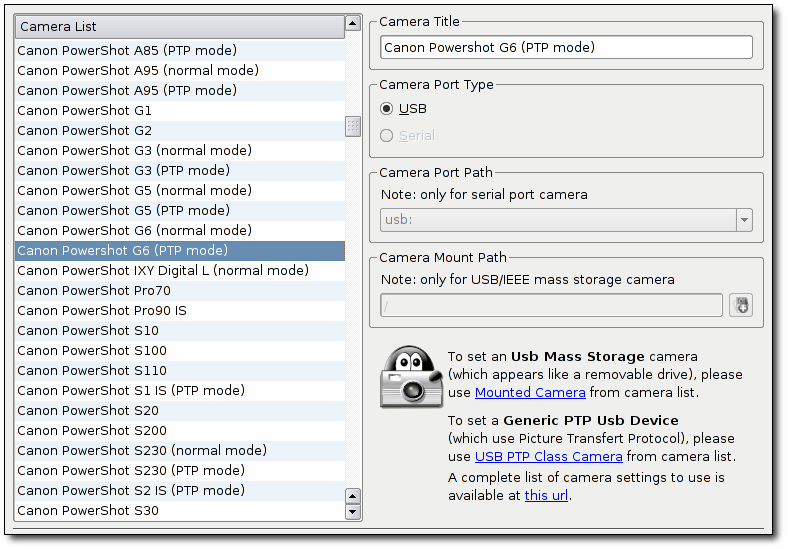 Camera List
Canon PowerShot A85 (PTP mode)
Canon PowerShot A95 (normal mode)
Canon PowerShot A95 (PTP mode)
Canon PowerShot G1
Canon PowerShot G2
Canon PowerShot G3 (normal mode)
Canon PowerShot G3 (PTP mode)
Canon PowerShot G5 (normal mode)
Canon PowerShot G5 (PTP mode)
Canon Powershot G6 (normal mode)
Canon Powershot G6 (PTP mode)
Canon PowerShot IXY Digital L (normal mode)
Canon PowerShot Pro70
Canon PowerShot Pro90 IS
Canon PowerShot S10
Canon PowerShot S100
Canon PowerShot S110
Canon PowerShot S1 IS (PTP mode)
Canon PowerShot S20
Canon PowerShot S200
Canon PowerShot S230 (normal mode)
Canon PowerShot S230 (PTP mode)
Canon PowerShot S2 IS (PTP mode)
Canon PowerShot S30
Camera Title
Canon Powershot G6 (PTP mode)
Camera Port Type
USB
Serial
Camera Port Path
Note: only for serial port camera
usb:
Camera Mount Path
Note: only for USB/IEEE mass storage camera
/
To set an Usb Mass Storage camera
(which appears like a removable drive), please
use Mounted Camera from camera list.
To set a Generic PTP Usb Device
(which use Picture Transfert Protocol), please
use USB PTP Class Camera from camera list.
A complete list of camera settings to use is
available at this url.